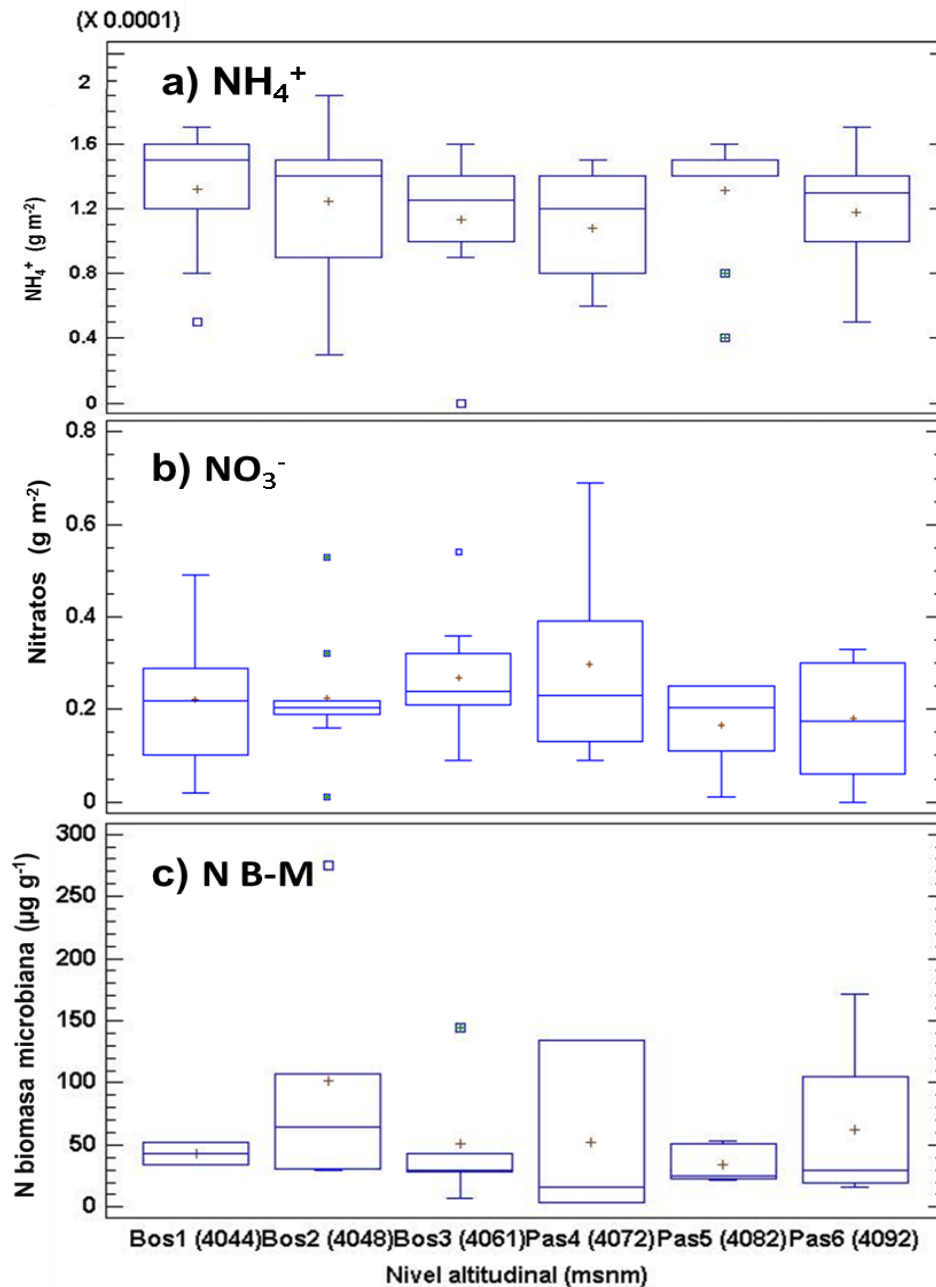 (X 0.0001)
a) NH₄⁺
NH₄⁺ (g m⁻²)
2
1.6
1.2
0.8
0.4
0
b) NO₃⁻
Nitratos (g m⁻²)
0.8
0.6
0.4
0.2
0
c) N B-M
N biomasa microbiana (µg g⁻¹)
300
250
200
150
100
50
0
Bos1 (4044)Bos2 (4048)Bos3 (4061)Pas4 (4072)Pas5 (4082)Pas6 (4092)
Nivel altitudinal (msnm)